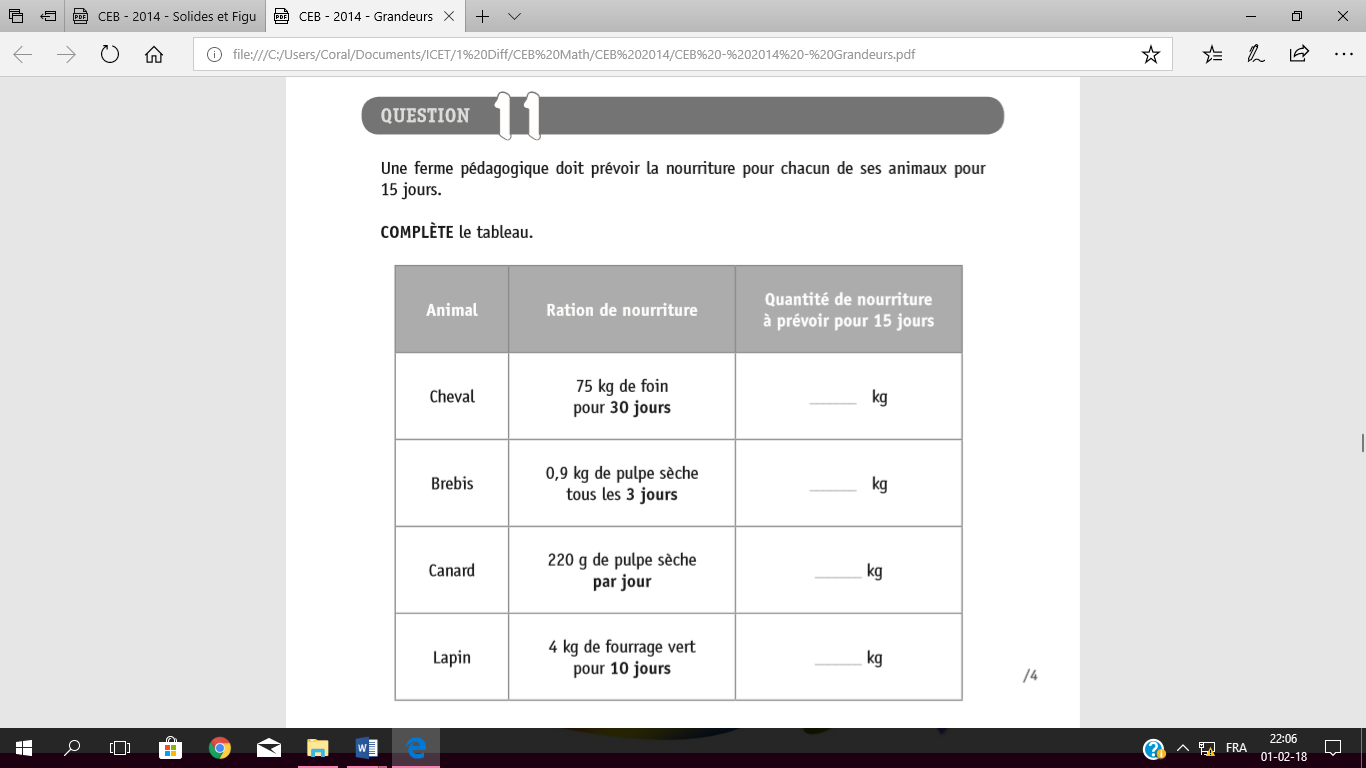 CEB - 2014 - Solides et Figu
CEB - 2014 - Grandeurs
file:///C:/Users/Coral/Documents/ICET/1%20Diff/CEB%20Math/CEB%202014/CEB%20-%202014%20-%20Grandeurs.pdf
QUESTION 11
Une ferme pédagogique doit prévoir la nourriture pour chacun de ses animaux pour
15 jours.
COMPLÈTE le tableau.
Animal
Ration de nourriture
Quantité de nourriture
à prévoir pour 15 jours
Cheval
75 kg de foin
pour 30 jours
______ kg
Brebis
0,9 kg de pulpe sèche
tous les 3 jours
______ kg
Canard
220 g de pulpe sèche
par jour
______ kg
Lapin
4 kg de fourrage vert
pour 10 jours
______ kg
/4
FRA
22:06
01-02-18